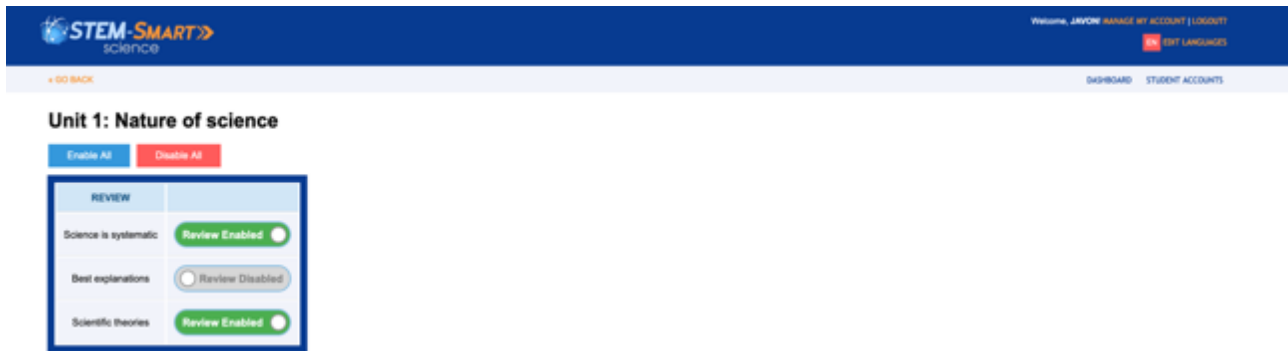 STEM-SMART
science
Welcome, JAVON! MANAGE MY ACCOUNT | LOGOUT?
EN EDIT LANGUAGES
« GO BACK
DASHBOARD STUDENT ACCOUNTS
Unit 1: Nature of science
Enable All Disable All
REVIEW
Science is systematic Review Enabled
Best explanations Review Disabled
Scientific theories Review Enabled